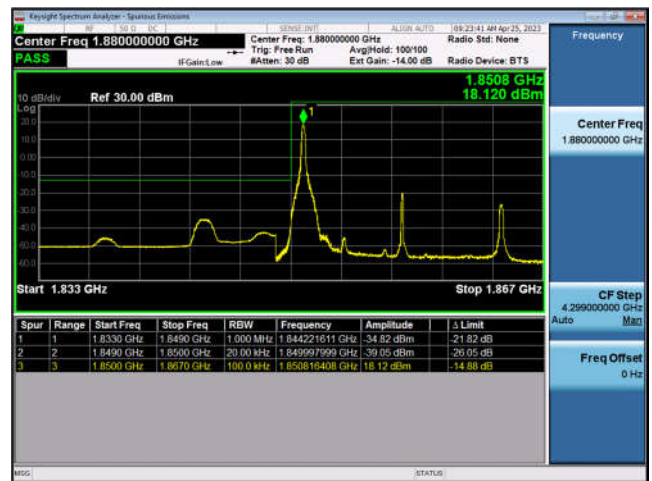 Keysight Spectrum Analyzer - Spurious Emissions
RF 50 Ω DC SENSE:INT ALIGN AUTO 09:23:41 AM Apr 25, 2023
Center Freq 1.880000000 GHz
Center Freq: 1.880000000 GHz
Radio Std: None
Trig: Free Run
Avg|Hold: 100/100
PASS
IFGain:Low
#Atten: 30 dB
Ext Gain: -14.00 dB
Radio Device: BTS
1.8508 GHz
18.120 dBm
10 dB/div
Ref 30.00 dBm
Log
1
20.0
10.0
0.00
-10.0
-20.0
-30.0
-40.0
-50.0
-60.0
Start 1.833 GHz
Stop 1.867 GHz
Spur Range Start Freq Stop Freq RBW Frequency Amplitude Δ Limit
1 1 1.8330 GHz 1.8490 GHz 1.000 MHz 1.844221611 GHz -34.82 dBm -21.82 dB
2 2 1.8490 GHz 1.8500 GHz 20.00 kHz 1.849997999 GHz -39.05 dBm -26.05 dB
3 3 1.8500 GHz 1.8670 GHz 100.0 kHz 1.850816408 GHz 18.12 dBm -14.88 dB
MSG
STATUS
Frequency
Center Freq
1.880000000 GHz
CF Step
4.299000000 GHz
Auto Man
Freq Offset
0 Hz